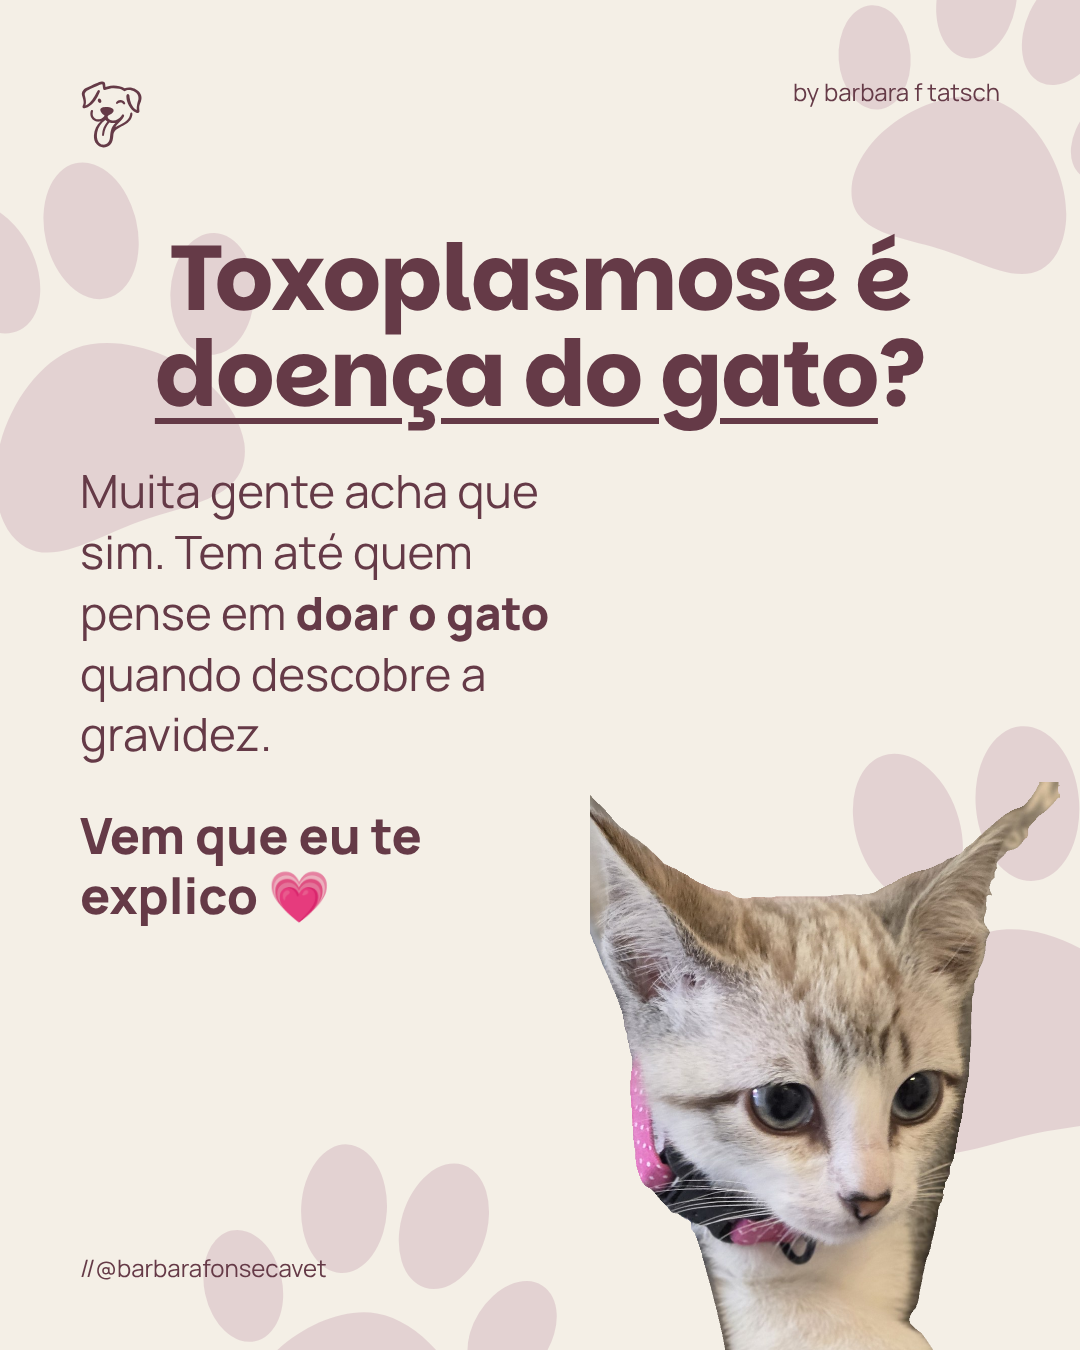 by barbara f tatsch
Toxoplasmose é
doença do gato?
Muita gente acha que
sim. Tem até quem
pense em doar o gato
quando descobre a
gravidez.
Vem que eu te
explico 💗
//@barbarafonsecavet